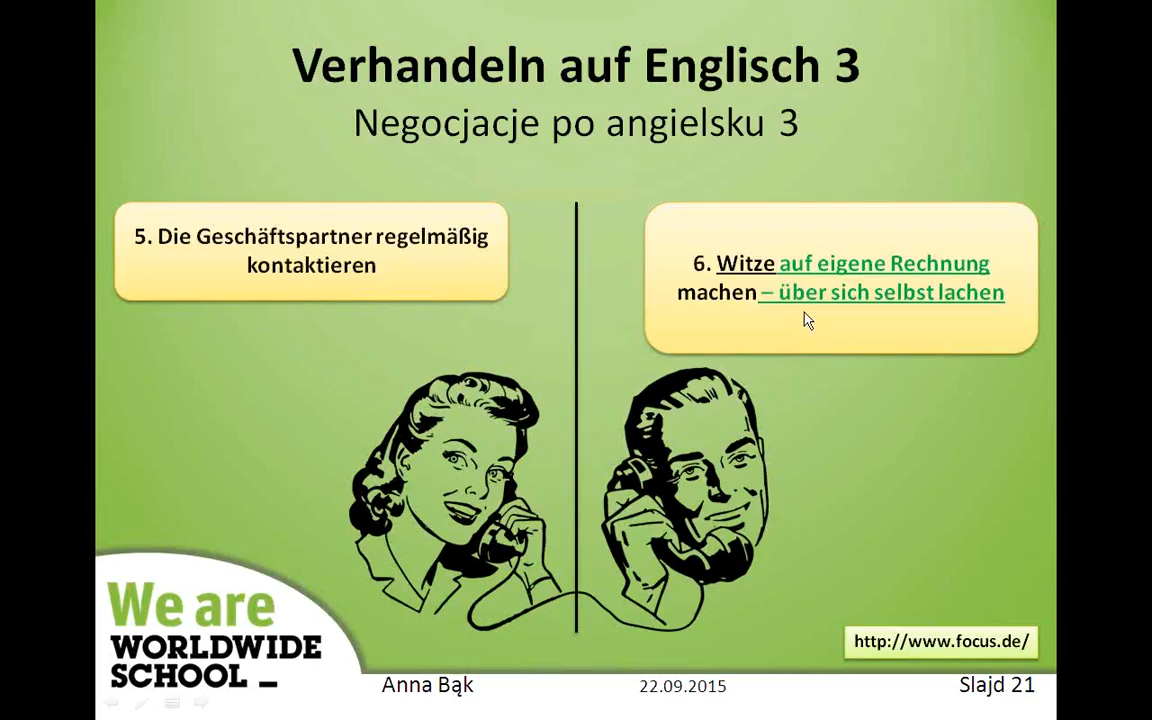 Verhandeln auf Englisch 3
Negocjacje po angielsku 3
5. Die Geschäftspartner regelmäßig
kontaktieren
6. Witze auf eigene Rechnung
machen – über sich selbst lachen
We are
WORLDWIDE
SCHOOL _
http://www.focus.de/
Anna Bąk
22.09.2015
Slajd 21